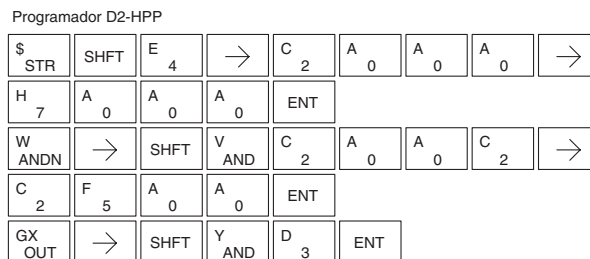 Programador D2-HPP
$ STR SHFT E 4 → C 2 A 0 A 0 A 0 →
H 7 A 0 A 0 A 0 ENT
W ANDN → SHFT V AND C 2 A 0 A 0 C 2 →
C 2 F 5 A 0 A 0 ENT
GX OUT → SHFT Y AND D 3 ENT